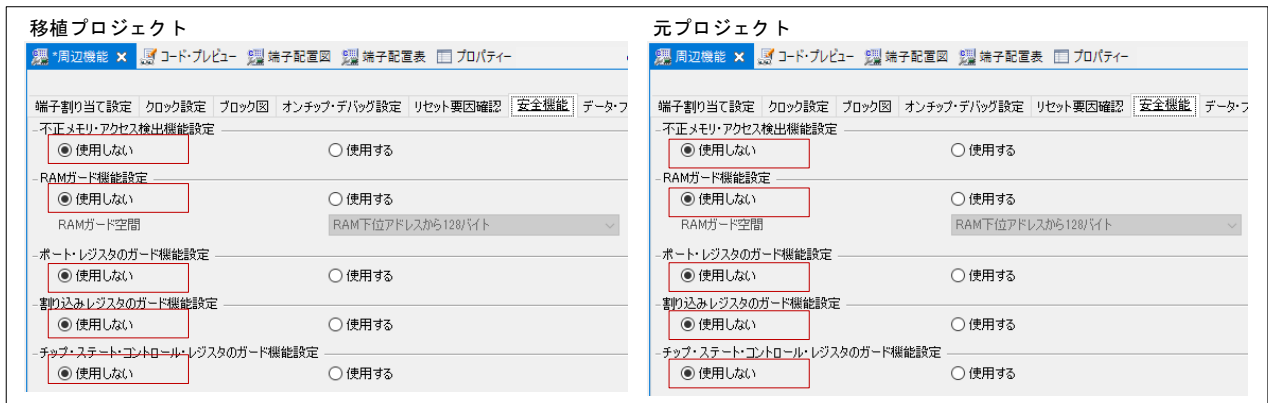 移植プロジェクト
*周辺機能 コード・プレビュー 端子配置図 端子配置表 プロパティー
端子割り当て設定 クロック設定 ブロック図 オンチップ・デバッグ設定 リセット要因確認 安全機能 データ・フ
不正メモリ・アクセス検出機能設定
使用しない 使用する
RAMガード機能設定
使用しない 使用する
RAMガード空間 RAM下位アドレスから128バイト
ポート・レジスタのガード機能設定
使用しない 使用する
割り込みレジスタのガード機能設定
使用しない 使用する
チップ・ステート・コントロール・レジスタのガード機能設定
使用しない 使用する
元プロジェクト
周辺機能 コード・プレビュー 端子配置図 端子配置表 プロパティー
端子割り当て設定 クロック設定 ブロック図 オンチップ・デバッグ設定 リセット要因確認 安全機能 データ・フ
不正メモリ・アクセス検出機能設定
使用しない 使用する
RAMガード機能設定
使用しない 使用する
RAMガード空間 RAM下位アドレスから128バイト
ポート・レジスタのガード機能設定
使用しない 使用する
割り込みレジスタのガード機能設定
使用しない 使用する
チップ・ステート・コントロール・レジスタのガード機能設定
使用しない 使用する